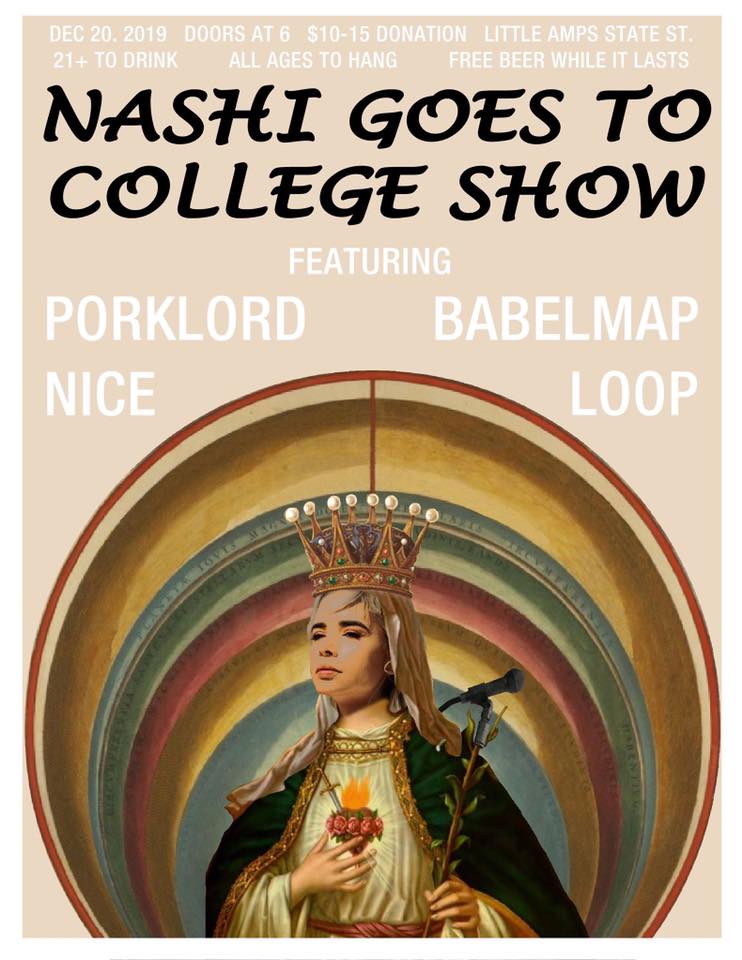 DEC 20. 2019 DOORS AT 6 $10-15 DONATION LITTLE AMPS STATE ST.
21+ TO DRINK ALL AGES TO HANG FREE BEER WHILE IT LASTS
NASHI GOES TO
COLLEGE SHOW
FEATURING
PORKLORD BABELMAP
NICE LOOP